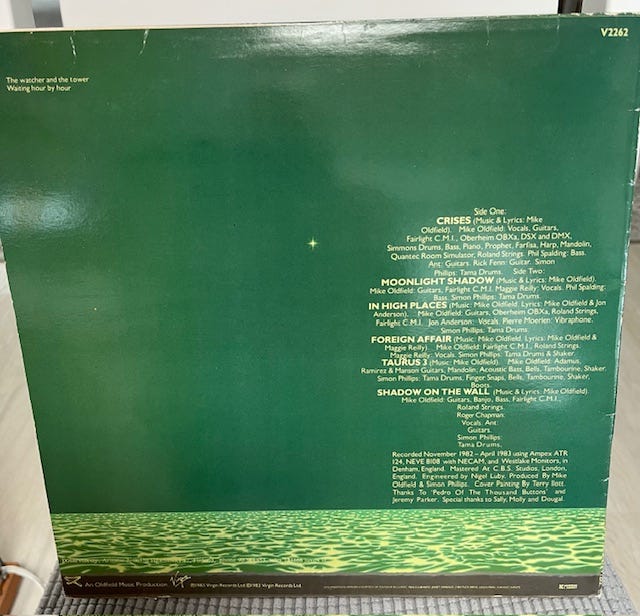 V2262
The watcher and the tower
Waiting hour by hour
Side One:
CRISES (Music & Lyrics: Mike
Oldfield). Mike Oldfield: Vocals, Guitars,
Fairlight C.M.I., Oberheim OBXa, DSX and DMX,
Simmons Drums, Bass, Piano, Prophet, Farfisa, Harp, Mandolin,
Quantec Room Simulator, Roland Strings. Phil Spalding: Bass.
Ant: Guitars. Rick Fenn: Guitar. Simon
Phillips: Tama Drums. Side Two:
MOONLIGHT SHADOW (Music & Lyrics: Mike Oldfield).
Mike Oldfield: Guitars, Fairlight C.M.I. Maggie Reilly: Vocals. Phil Spalding:
Bass. Simon Phillips: Tama Drums.
IN HIGH PLACES (Music: Mike Oldfield, Lyrics: Mike Oldfield & Jon
Anderson). Mike Oldfield: Guitars, Oberheim OBXa, Roland Strings,
Fairlight C.M.I. Jon Anderson: Vocals. Pierre Moerlen: Vibraphone.
Simon Phillips: Tama Drums.
FOREIGN AFFAIR (Music: Mike Oldfield, Lyrics: Mike Oldfield &
Maggie Reilly). Mike Oldfield: Fairlight C.M.I., Roland Strings.
Maggie Reilly: Vocals. Simon Phillips: Tama Drums & Shaker.
TAURUS 3 (Music: Mike Oldfield). Mike Oldfield: Adamus,
Ramirez & Manson Guitars, Mandolin, Acoustic Bass, Bells, Tambourine, Shaker.
Simon Phillips: Tama Drums, Finger Snaps, Bells, Tambourine, Shaker,
Boots.
SHADOW ON THE WALL (Music & Lyrics: Mike Oldfield).
Mike Oldfield: Guitars, Banjo, Bass, Fairlight C.M.I.,
Roland Strings.
Roger Chapman:
Vocals. Ant:
Guitars.
Simon Phillips:
Tama Drums.
Recorded November 1982 – April 1983 using Ampex ATR
124, NEVE 8108 with NECAM, and Westlake Monitors, in
Denham, England. Mastered At C.B.S. Studios, London,
England. Engineered by Nigel Luby. Produced By Mike
Oldfield & Simon Phillips. Cover Painting By Terry Ilott.
Thanks To 'Pedro Of The Thousand Buttons' and
Jeremy Parker. Special thanks to Sally, Molly and Dougal.
An Oldfield Music Production Virgin ℗1983 Virgin Records Ltd. ©1983 Virgin Records Ltd.